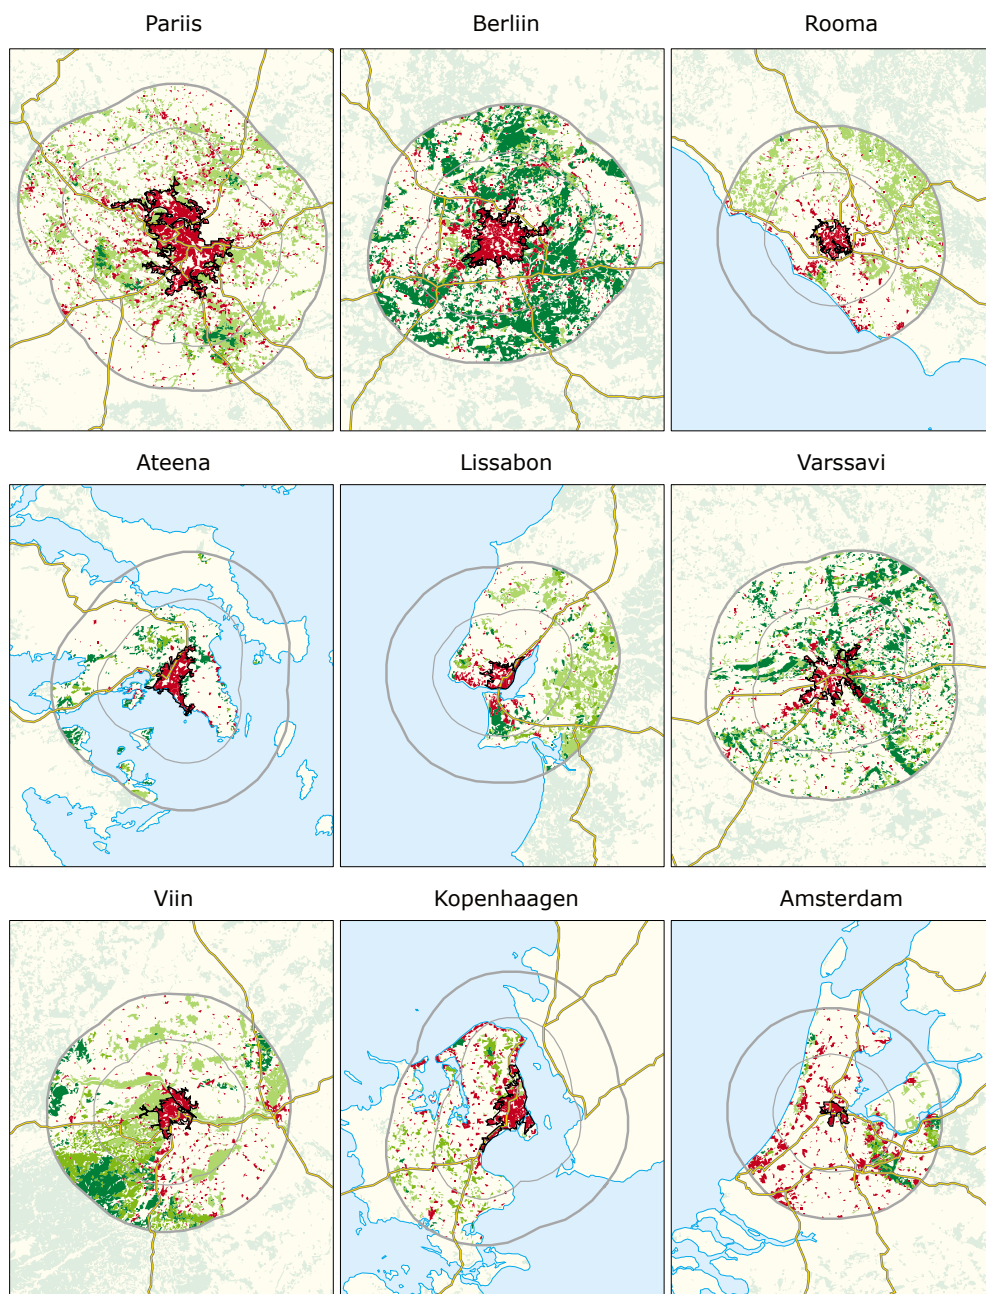 Pariis
Berliin
Rooma
Ateena
Lissabon
Varssavi
Viin
Kopenhaagen
Amsterdam